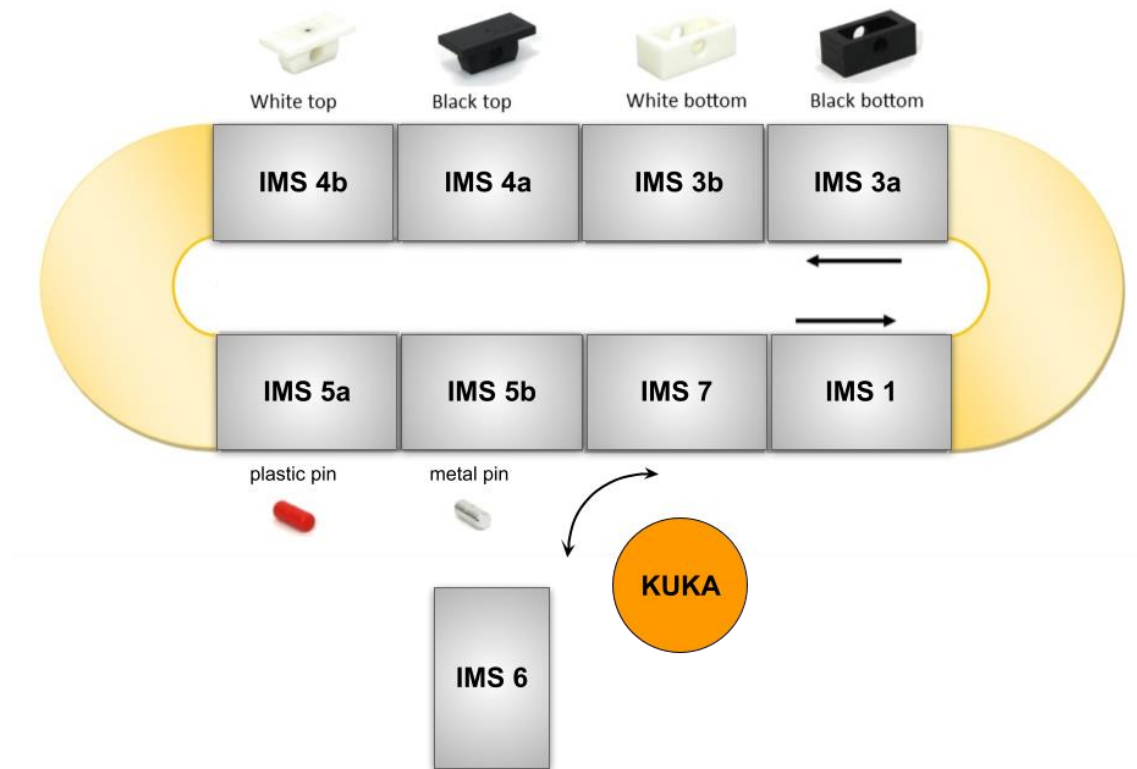 White top
Black top
White bottom
Black bottom
IMS 4b
IMS 4a
IMS 3b
IMS 3a
IMS 5a
IMS 5b
IMS 7
IMS 1
plastic pin
metal pin
KUKA
IMS 6